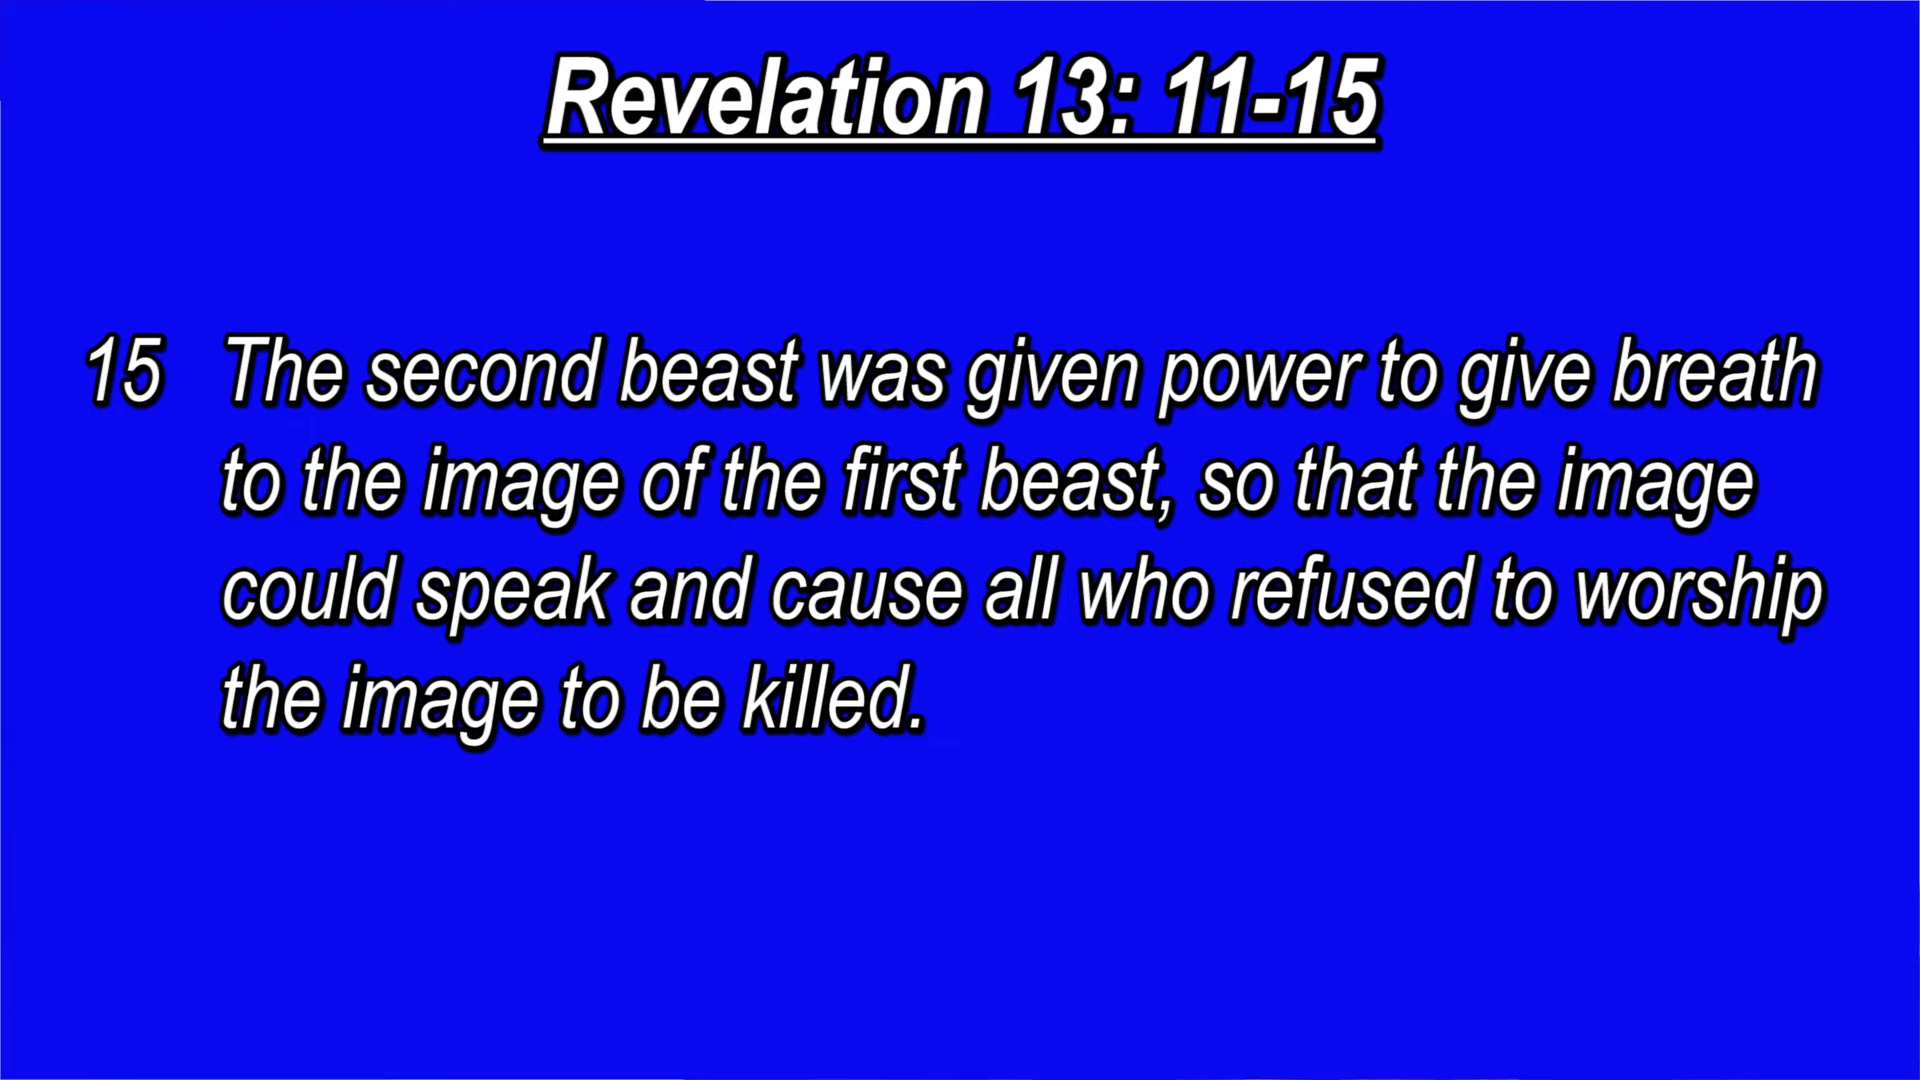 Revelation 13: 11-15
15 The second beast was given power to give breath
to the image of the first beast, so that the image
could speak and cause all who refused to worship
the image to be killed.